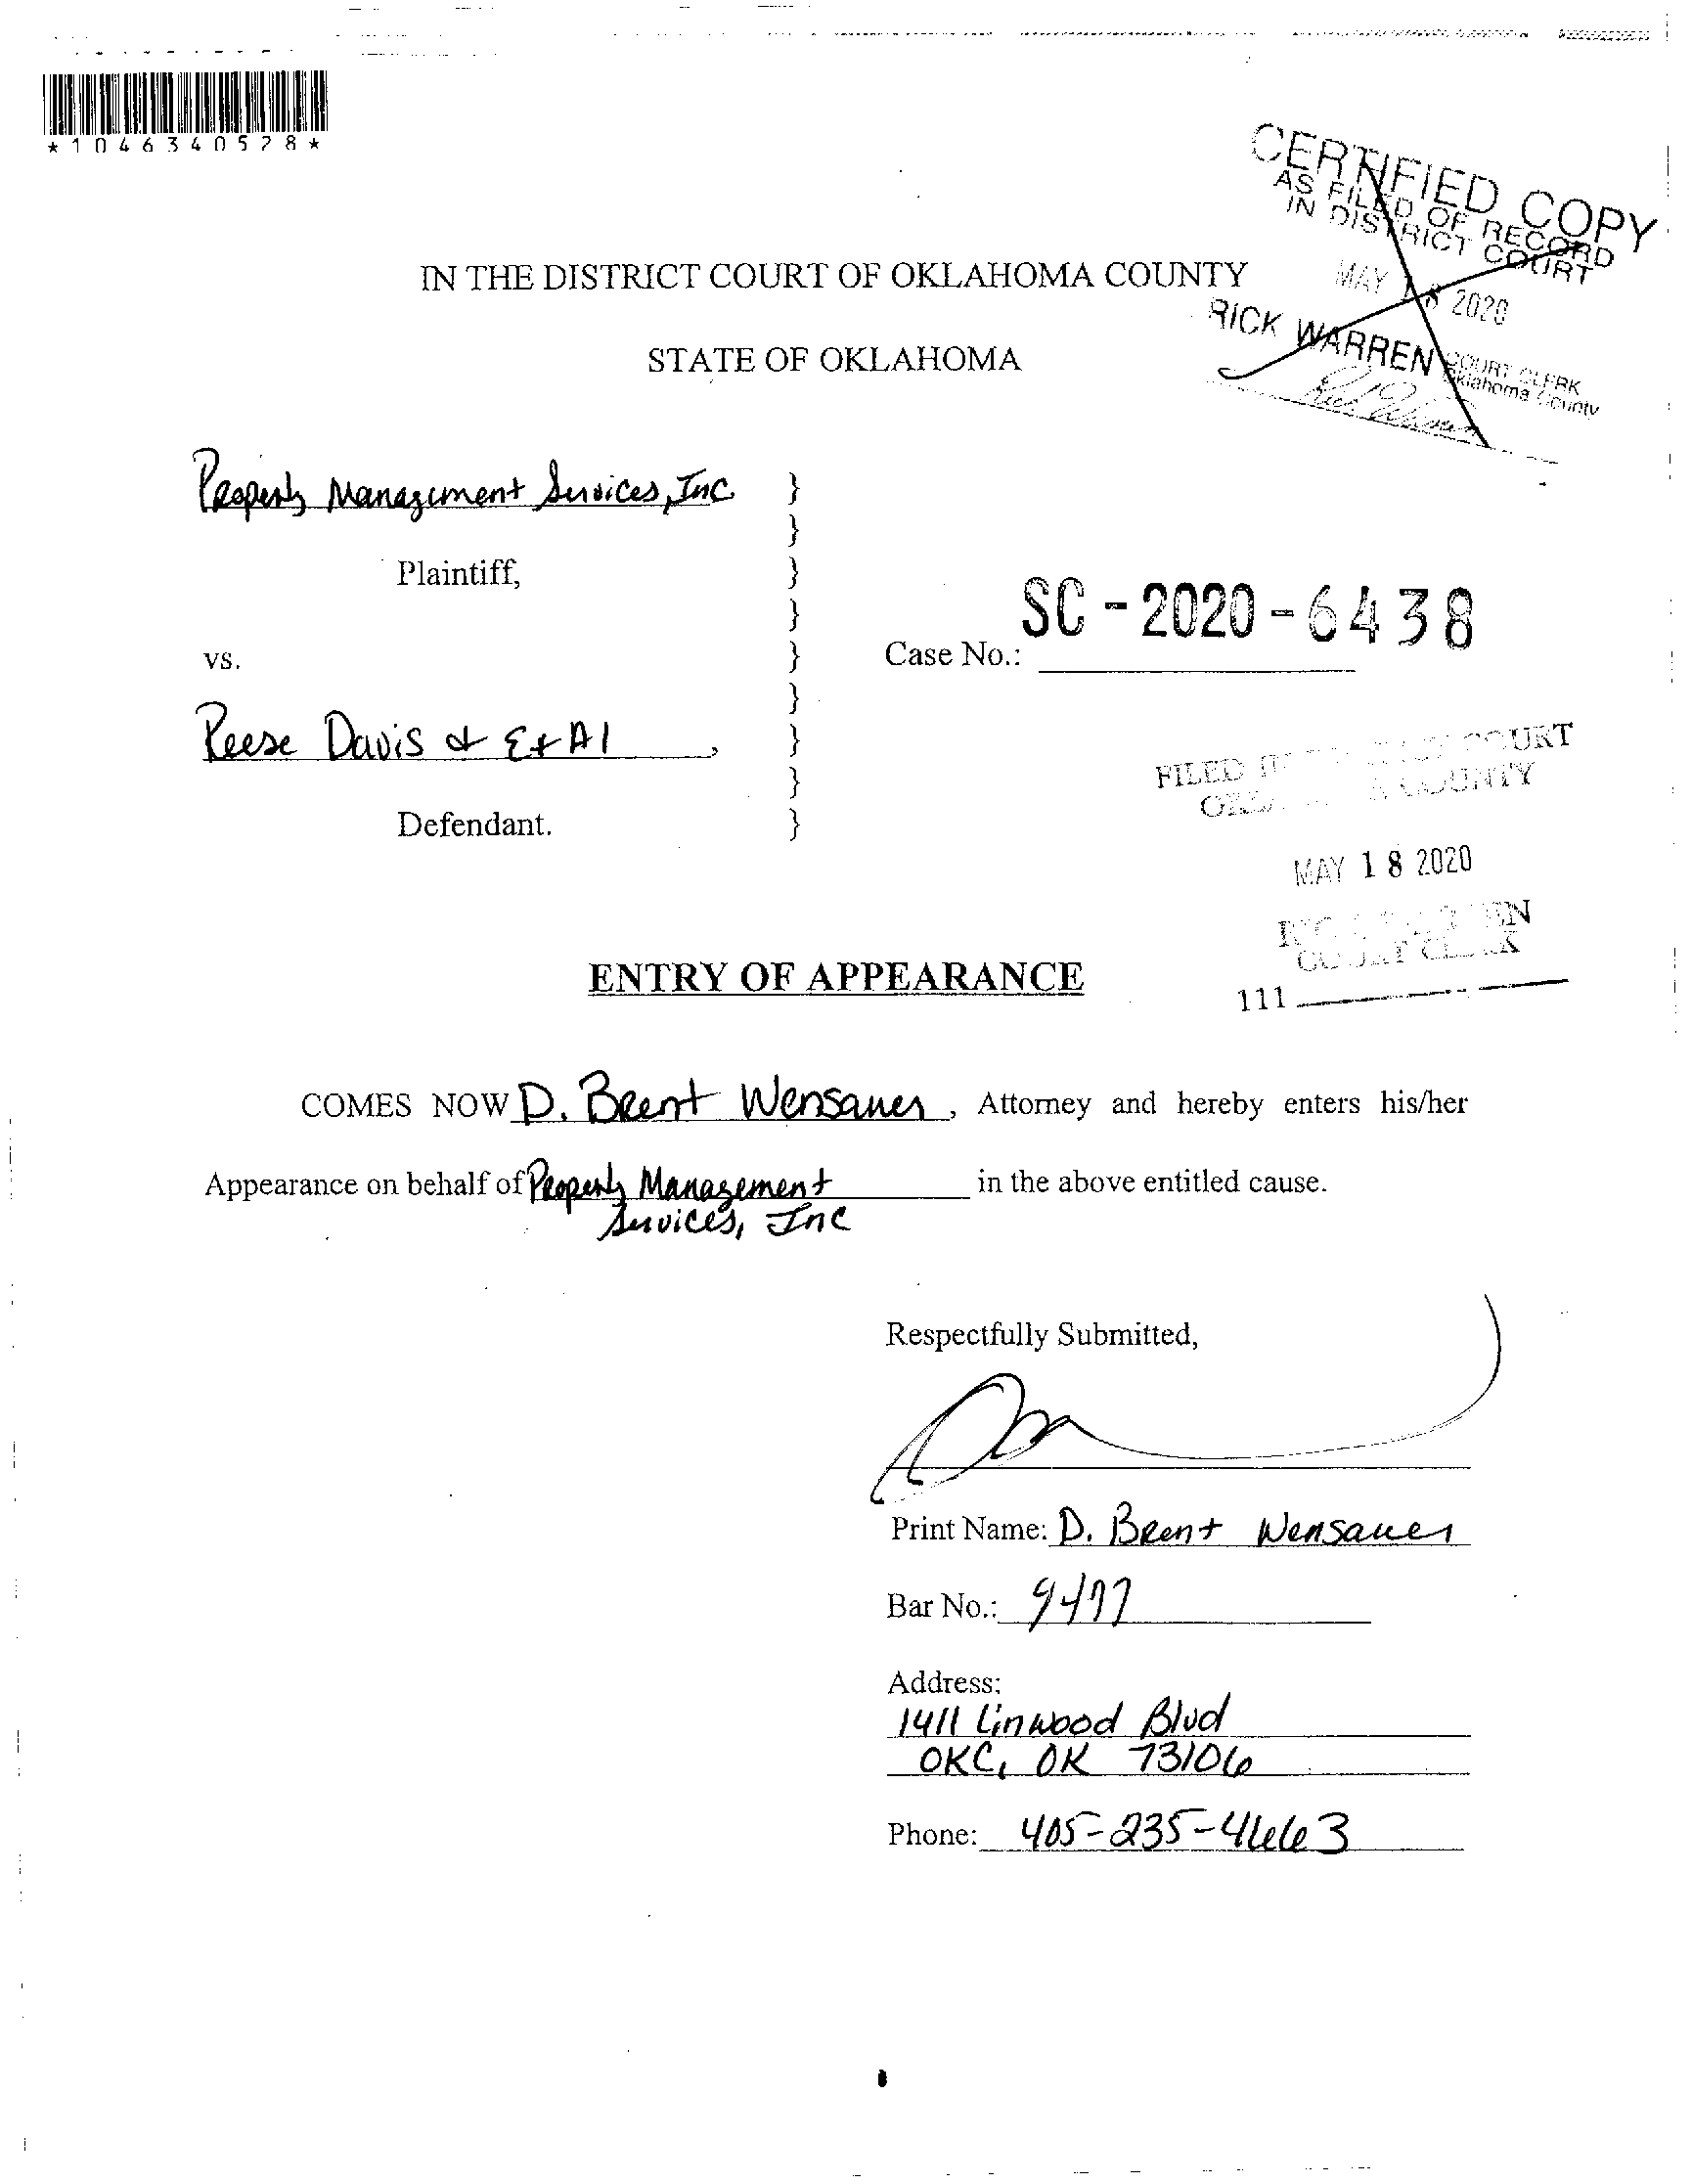 *1046340528*
CERTIFIED COPY
AS FILED OF RECORD
IN DISTRICT COURT
MAY 18 2020
RICK WARREN COURT CLERK
Oklahoma County
IN THE DISTRICT COURT OF OKLAHOMA COUNTY
STATE OF OKLAHOMA
Property Management Services, Inc }
}
Plaintiff, }
}
vs. }
Case No.: SC-2020-6438
}
Reese Davis & Et Al , }
}
Defendant. }
FILED IN COURT
COUNTY
MAY 18 2020
COURT CLERK
111
ENTRY OF APPEARANCE
COMES NOW D. Brent Wensauer, Attorney and hereby enters his/her
Appearance on behalf of Property Management in the above entitled cause.
Services, Inc
Respectfully Submitted,
Print Name: D. Brent Wensauer
Bar No.: 9477
Address:
1411 Linwood Blvd
OKC, OK 73106
Phone: 405-235-4663